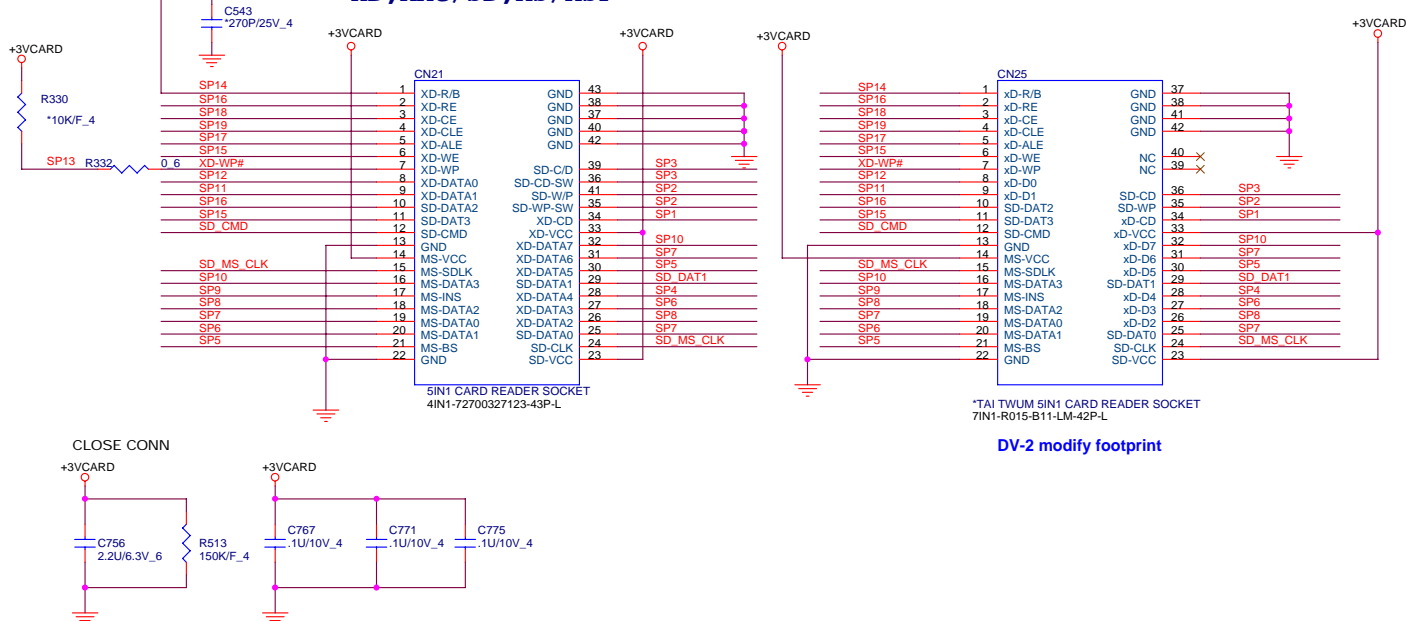 C543
*270P/25V_4
+3VCARD
R330
*10K/F_4
SP13
R332
0_6
+3VCARD
+3VCARD
CN21
SP14 1 XD-R/B GND 43
SP16 2 XD-RE GND 38
SP18 3 XD-CE GND 37
SP19 4 XD-CLE GND 40
SP17 5 XD-ALE GND 42
SP15 6 XD-WE
XD-WP# 7 XD-WP SD-C/D 39 SP3
SP12 8 XD-DATA0 SD-CD-SW 36 SP3
SP11 9 XD-DATA1 SD-W/P 41 SP2
SP16 10 SD-DATA2 SD-WP-SW 35 SP2
SP15 11 SD-DAT3 XD-CD 34 SP1
SD_CMD 12 SD-CMD XD-VCC 33
13 GND XD-DATA7 32 SP10
14 MS-VCC XD-DATA6 31 SP7
SD_MS_CLK 15 MS-SDLK XD-DATA5 30 SP5
SP10 16 MS-DATA3 SD-DATA1 29 SD_DAT1
SP9 17 MS-INS XD-DATA4 28 SP4
SP8 18 MS-DATA2 XD-DATA3 27 SP6
SP7 19 MS-DATA0 XD-DATA2 26 SP8
SP6 20 MS-DATA1 SD-DATA0 25 SP7
SP5 21 MS-BS SD-CLK 24 SD_MS_CLK
22 GND SD-VCC 23
5IN1 CARD READER SOCKET
4IN1-72700327123-43P-L
+3VCARD
+3VCARD
CN25
SP14 1 xD-R/B GND 37
SP16 2 xD-RE GND 38
SP18 3 xD-CE GND 41
SP19 4 xD-CLE GND 42
SP17 5 xD-ALE
SP15 6 xD-WE NC 40
XD-WP# 7 xD-WP NC 39
SP12 8 xD-D0
SP11 9 xD-D1 SD-CD 36 SP3
SP16 10 SD-DAT2 SD-WP 35 SP2
SP15 11 SD-DAT3 xD-CD 34 SP1
SD_CMD 12 SD-CMD xD-VCC 33
13 GND xD-D7 32 SP10
14 MS-VCC xD-D6 31 SP7
SD_MS_CLK 15 MS-SDLK xD-D5 30 SP5
SP10 16 MS-DATA3 SD-DAT1 29 SD_DAT1
SP9 17 MS-INS xD-D4 28 SP4
SP8 18 MS-DATA2 xD-D3 27 SP6
SP7 19 MS-DATA0 xD-D2 26 SP8
SP6 20 MS-DATA1 SD-DAT0 25 SP7
SP5 21 MS-BS SD-CLK 24 SD_MS_CLK
22 GND SD-VCC 23
*TAI TWUM 5IN1 CARD READER SOCKET
7IN1-R015-B11-LM-42P-L
DV-2 modify footprint
CLOSE CONN
+3VCARD
C756
2.2U/6.3V_6
R513
150K/F_4
+3VCARD
C767
.1U/10V_4
C771
.1U/10V_4
C775
.1U/10V_4